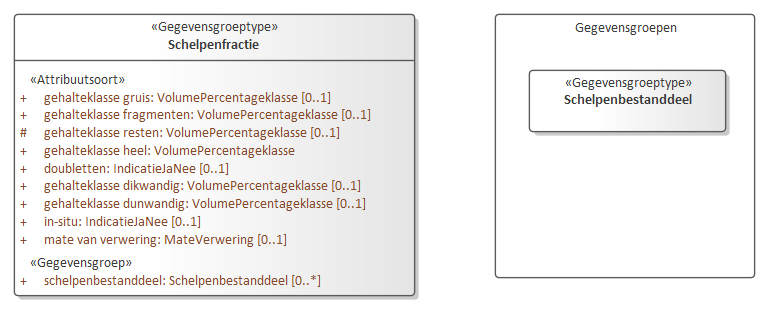 «Gegevensgroeptype»
Schelpenfractie
«Attribuutsoort»
+ gehalteklasse gruis: VolumePercentageklasse [0..1]
+ gehalteklasse fragmenten: VolumePercentageklasse [0..1]
# gehalteklasse resten: VolumePercentageklasse [0..1]
+ gehalteklasse heel: VolumePercentageklasse
+ doubletten: IndicatieJaNee [0..1]
+ gehalteklasse dikwandig: VolumePercentageklasse [0..1]
+ gehalteklasse dunwandig: VolumePercentageklasse [0..1]
+ in-situ: IndicatieJaNee [0..1]
+ mate van verwering: MateVerwering [0..1]
«Gegevensgroep»
+ schelpenbestanddeel: Schelpenbestanddeel [0..*]
Gegevensgroepen
«Gegevensgroeptype»
Schelpenbestanddeel